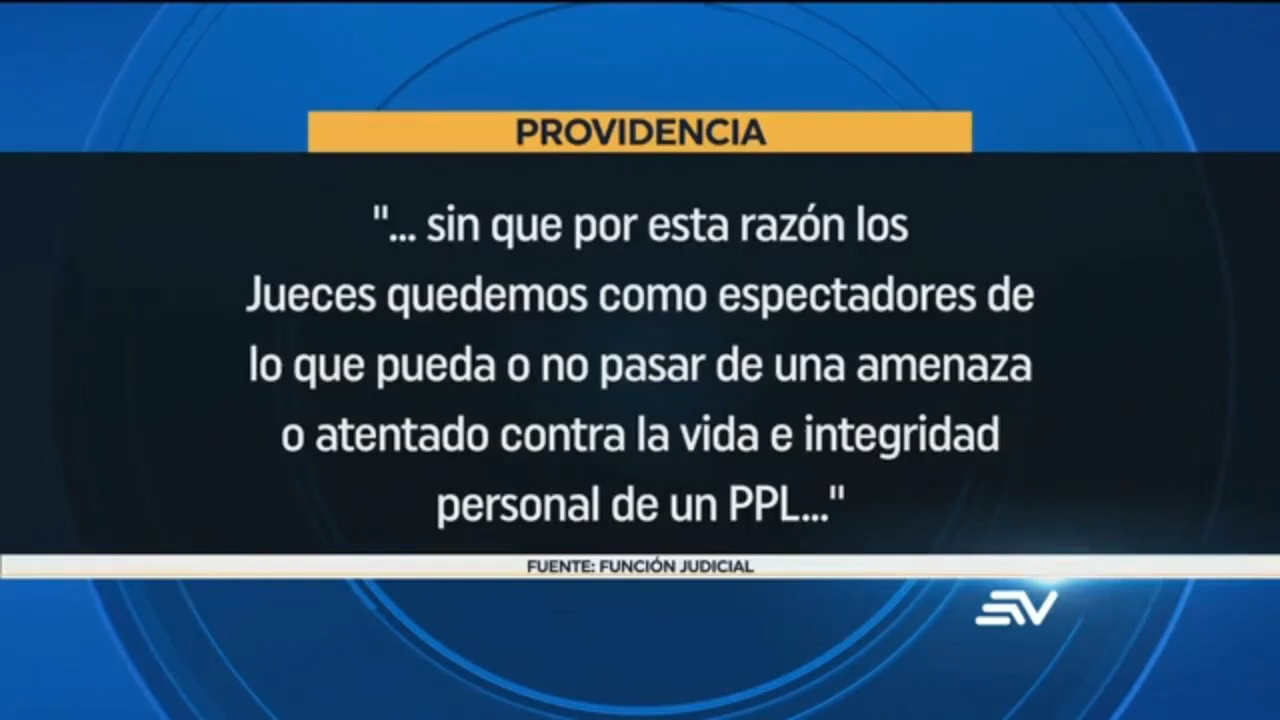 PROVIDENCIA
"... sin que por esta razón los
Jueces quedemos como espectadores de
lo que pueda o no pasar de una amenaza
o atentado contra la vida e integridad
personal de un PPL..."
FUENTE: FUNCIÓN JUDICIAL
EV